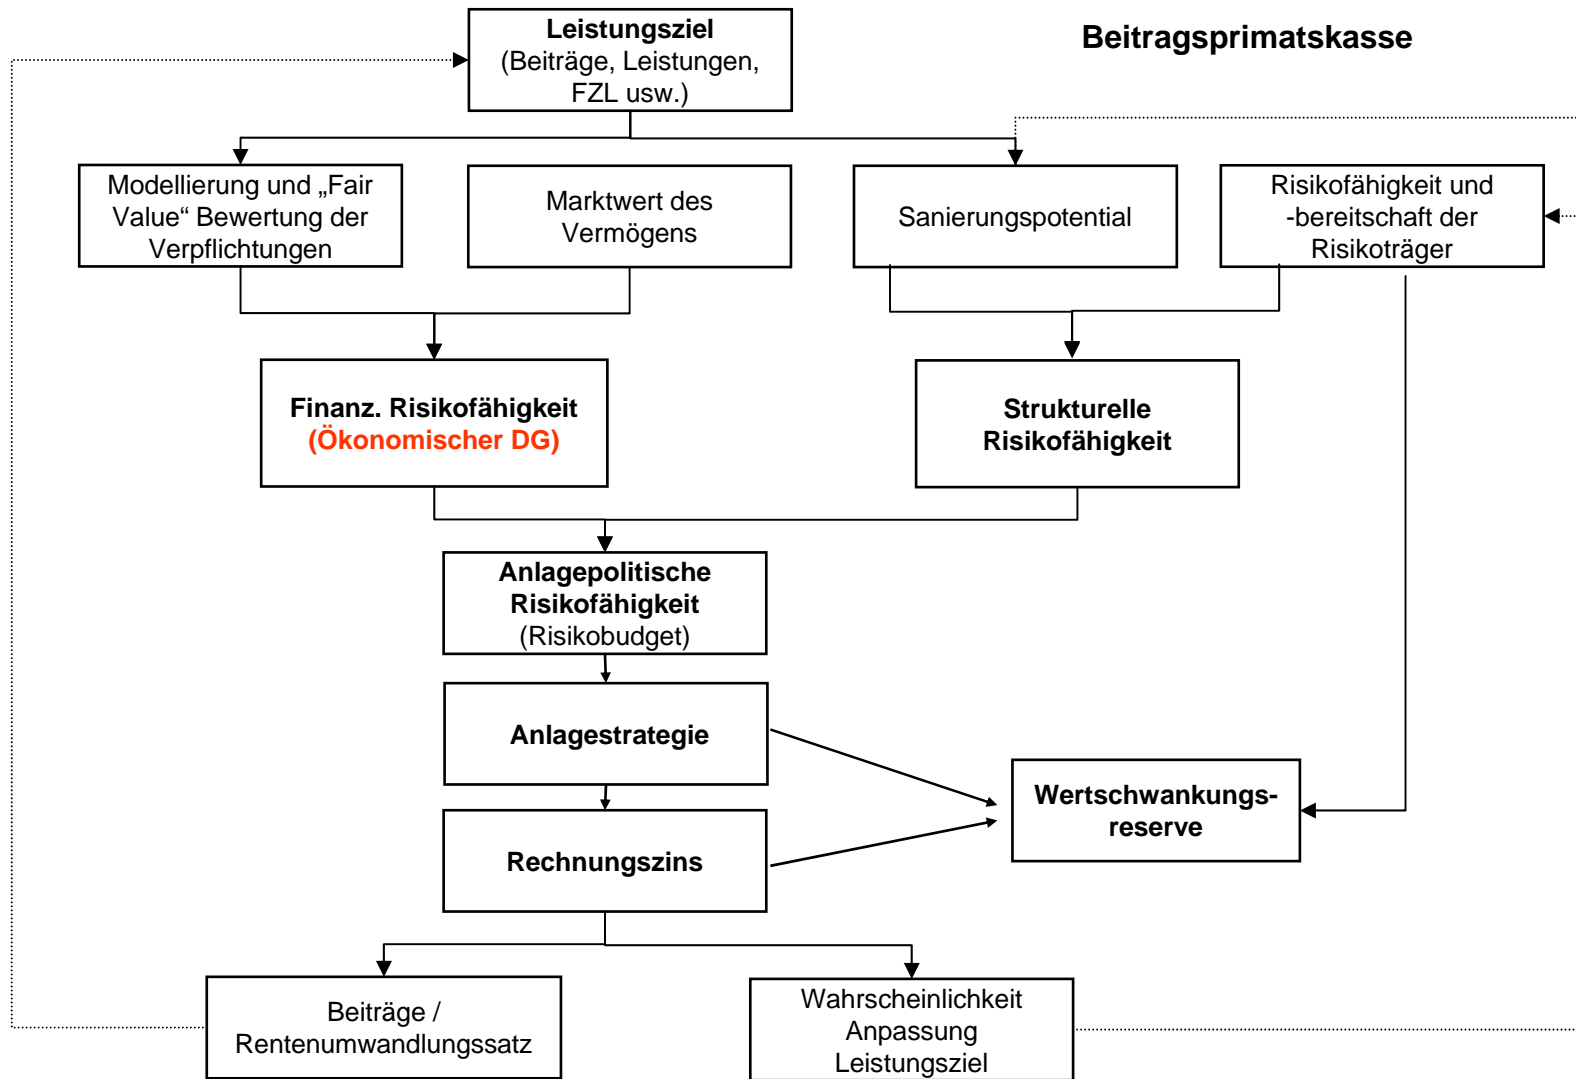 Beitragsprimatskasse
Leistungsziel
(Beiträge, Leistungen,
FZL usw.)
Modellierung und „Fair
Value“ Bewertung der
Verpflichtungen
Marktwert des
Vermögens
Sanierungspotential
Risikofähigkeit und
-bereitschaft der
Risikoträger
Finanz. Risikofähigkeit
(Ökonomischer DG)
Strukturelle
Risikofähigkeit
Anlagepolitische
Risikofähigkeit
(Risikobudget)
Anlagestrategie
Wertschwankungs-
reserve
Rechnungszins
Beiträge /
Rentenumwandlungssatz
Wahrscheinlichkeit
Anpassung
Leistungsziel